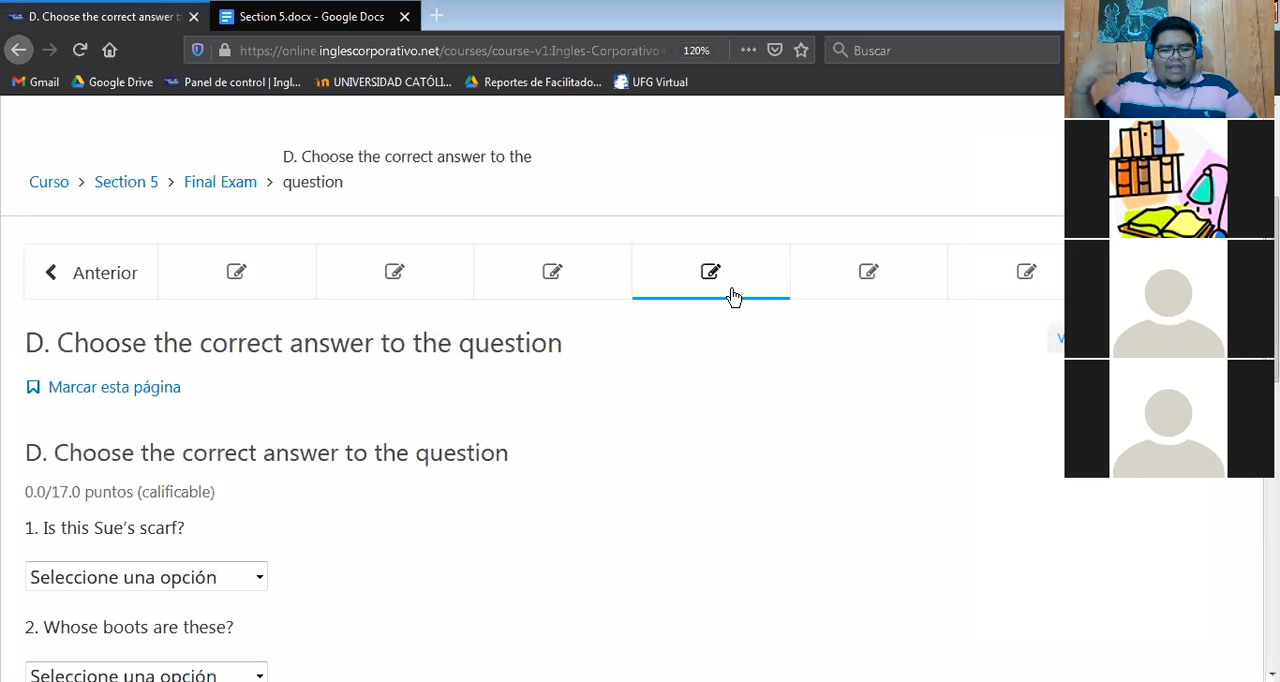 D. Choose the correct answer t
Section 5.docx - Google Docs
https://online.inglescorporativo.net/courses/course-v1:Ingles-Corporativo
120%
Buscar
Gmail
Google Drive
Panel de control | Ingl...
UNIVERSIDAD CATÓLI...
Reportes de Facilitado...
UFG Virtual
D. Choose the correct answer to the
Curso > Section 5 > Final Exam > question
Anterior
D. Choose the correct answer to the question
V
Marcar esta página
D. Choose the correct answer to the question
0.0/17.0 puntos (calificable)
1. Is this Sue's scarf?
Seleccione una opción
2. Whose boots are these?
Seleccione una opción